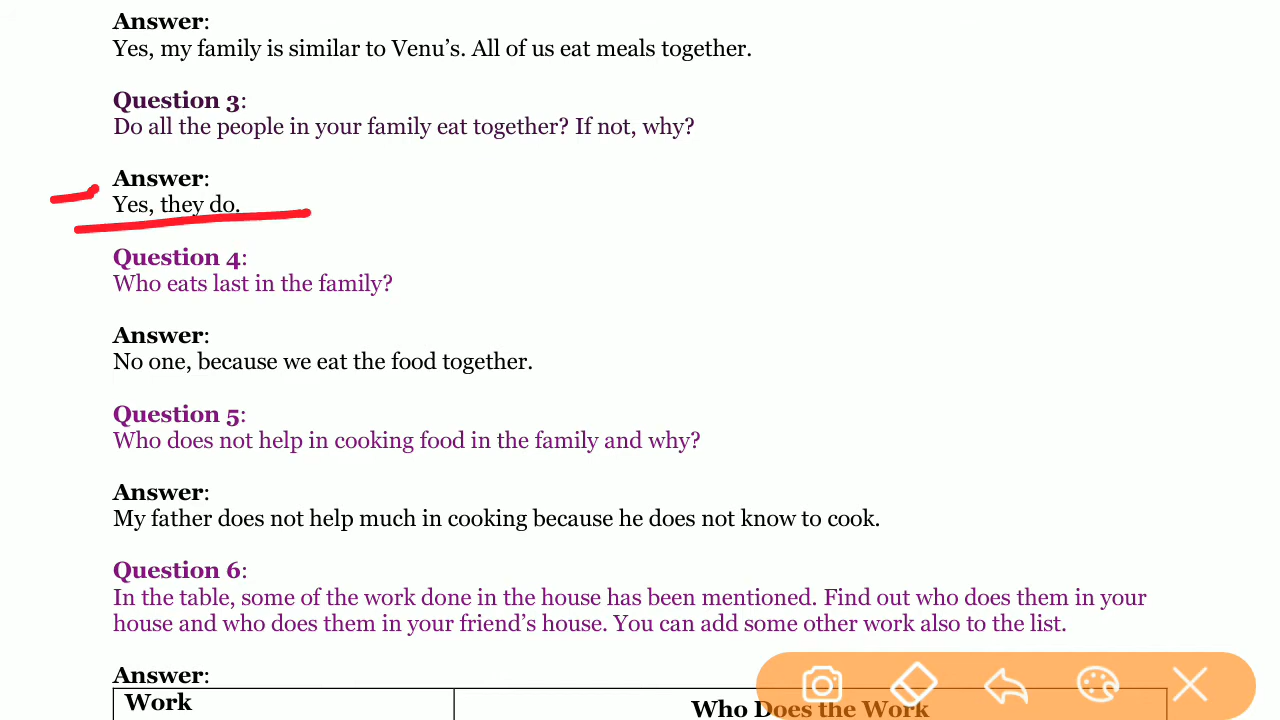 Answer:
Yes, my family is similar to Venu’s. All of us eat meals together.
Question 3:
Do all the people in your family eat together? If not, why?
Answer:
Yes, they do.
Question 4:
Who eats last in the family?
Answer:
No one, because we eat the food together.
Question 5:
Who does not help in cooking food in the family and why?
Answer:
My father does not help much in cooking because he does not know to cook.
Question 6:
In the table, some of the work done in the house has been mentioned. Find out who does them in your
house and who does them in your friend’s house. You can add some other work also to the list.
Answer:
Work
Who Does the Work